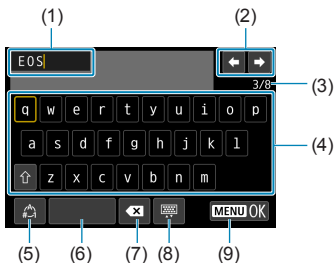 (1) (2)
EOS
3/8 (3)
q w e r t y u i o p
a s d f g h j k l (4)
z x c v b n m
MENU OK
(5) (6) (7) (8) (9)